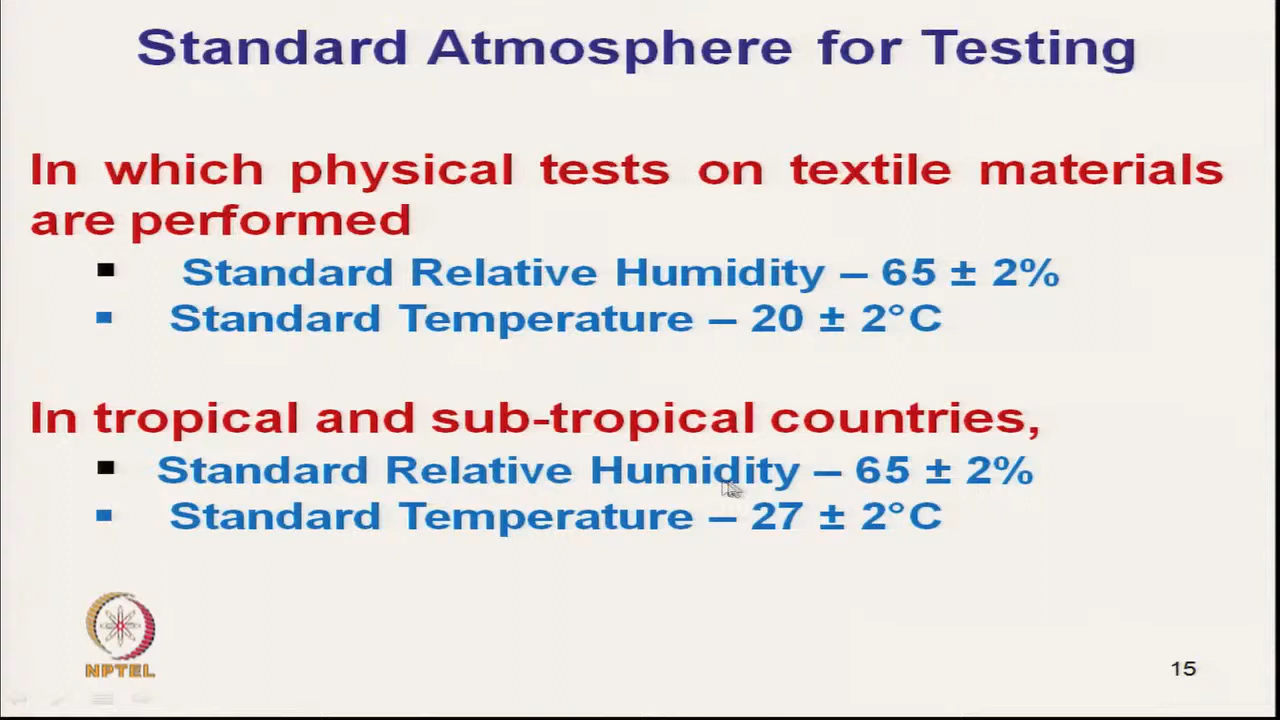 Standard Atmosphere for Testing
In which physical tests on textile materials
are performed
▪ Standard Relative Humidity – 65 ± 2%
▪ Standard Temperature – 20 ± 2°C
In tropical and sub-tropical countries,
▪ Standard Relative Humidity – 65 ± 2%
▪ Standard Temperature – 27 ± 2°C
NPTEL
15